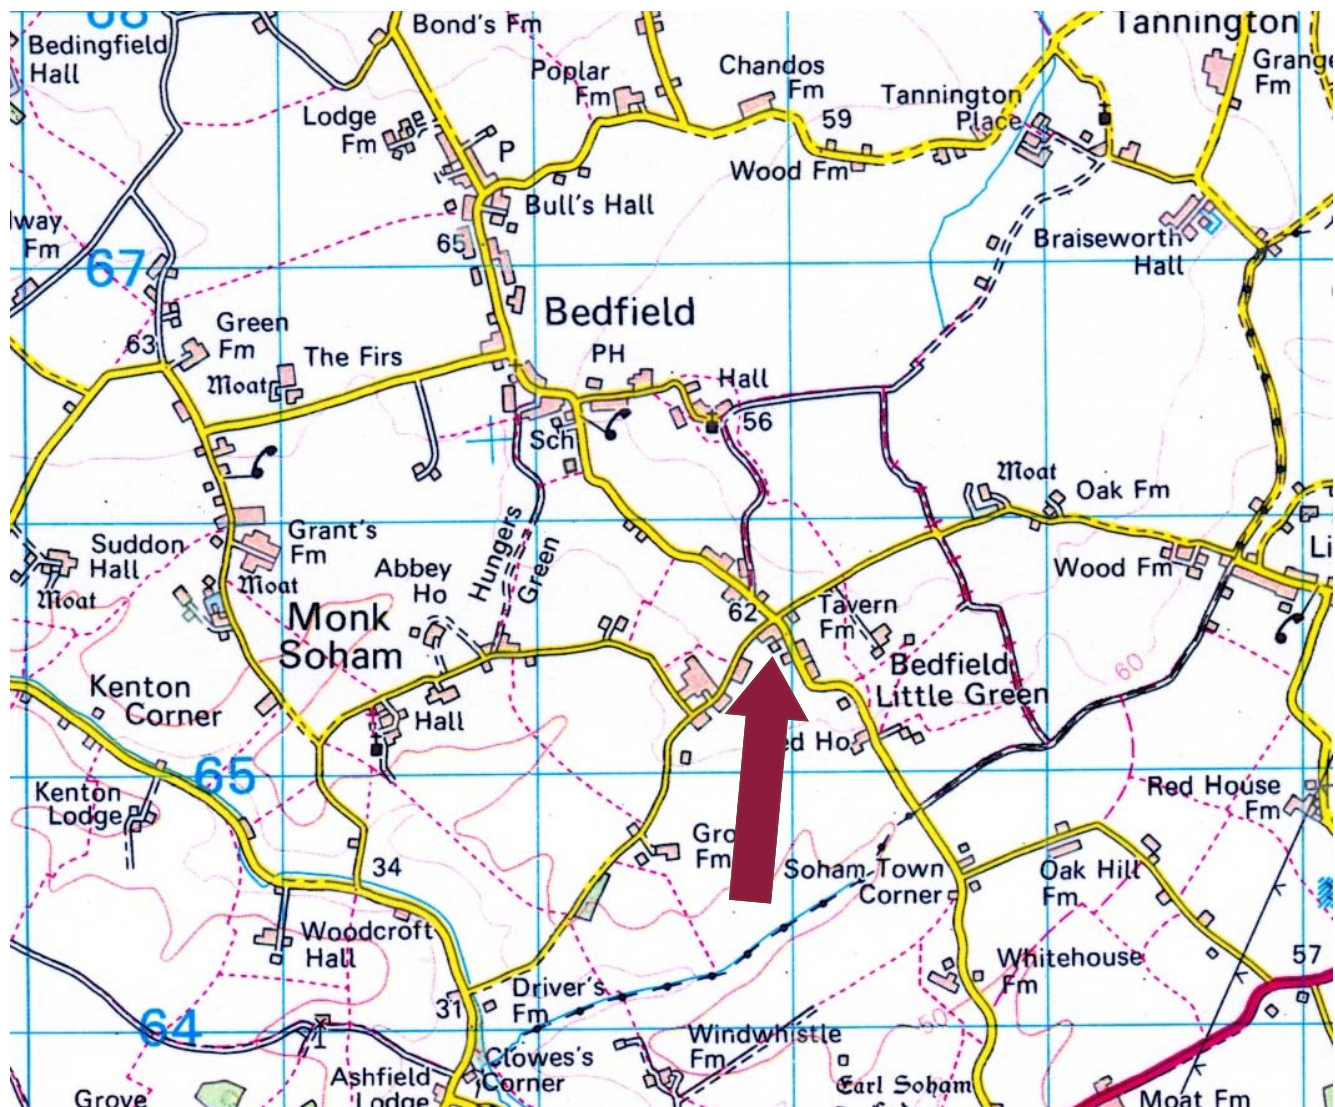 68
Bond's Fm
Tannington
Bedingfield
Hall
Poplar
Fm
Chandos
Fm
Grange
Fm
Tannington
Place
Lodge
Fm
59
P
Wood Fm
Bull's Hall
lway
Fm
65
Braiseworth
Hall
67
Bedfield
Green
Fm
63
The Firs
PH
Moat
Hall
56
Sch
Moat
Oak Fm
Hungers
Green
Grant's
Fm
Suddon
Hall
Moat
Moat
Abbey
Ho
Li
Wood Fm
Monk
Soham
62
Tavern
Fm
Bedfield
Little Green
60
Kenton
Corner
Hall
ed Ho
65
Kenton
Lodge
Red House
Fm
Gro
Fm
34
Soham Town
Corner
Oak Hill
Fm
Woodcroft
Hall
Whitehouse
Fm
57
Driver's
Fm
31
50
64
Windwhistle
Fm
Clowes's
Corner
Ashfield
Lodge
Earl Soham
Grove
Moat Fm